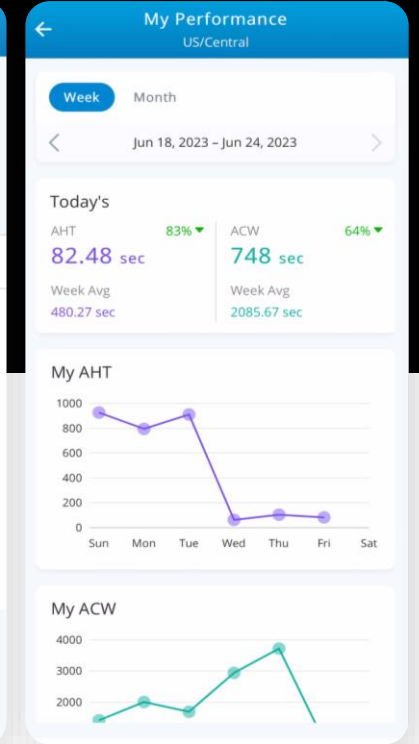 My Performance
US/Central
Week Month
Jun 18, 2023 – Jun 24, 2023
Today's
AHT 83% ACW 64%
82.48 sec 748 sec
Week Avg Week Avg
480.27 sec 2085.67 sec
My AHT
1000
800
600
400
200
0
Sun Mon Tue Wed Thu Fri Sat
My ACW
4000
3000
2000